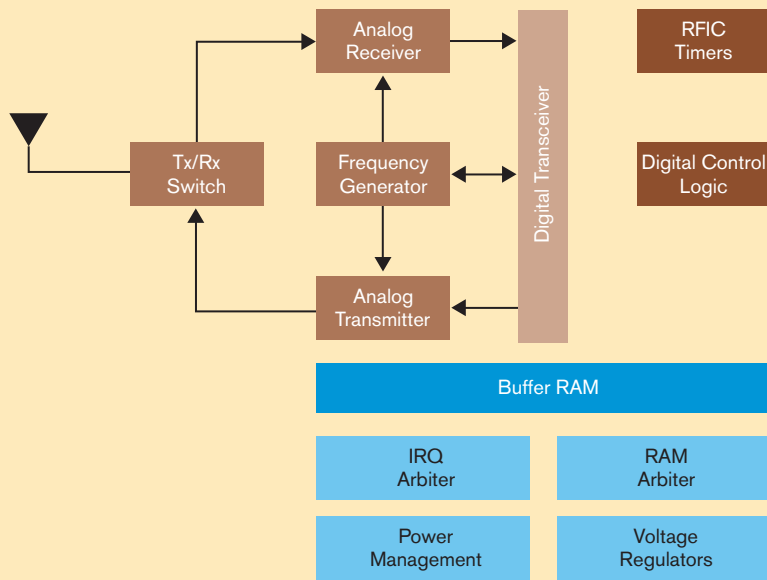 Analog
Receiver
RFIC
Timers
Tx/Rx
Switch
Frequency
Generator
Digital Transceiver
Digital Control
Logic
Analog
Transmitter
Buffer RAM
IRQ
Arbiter
RAM
Arbiter
Power
Management
Voltage
Regulators